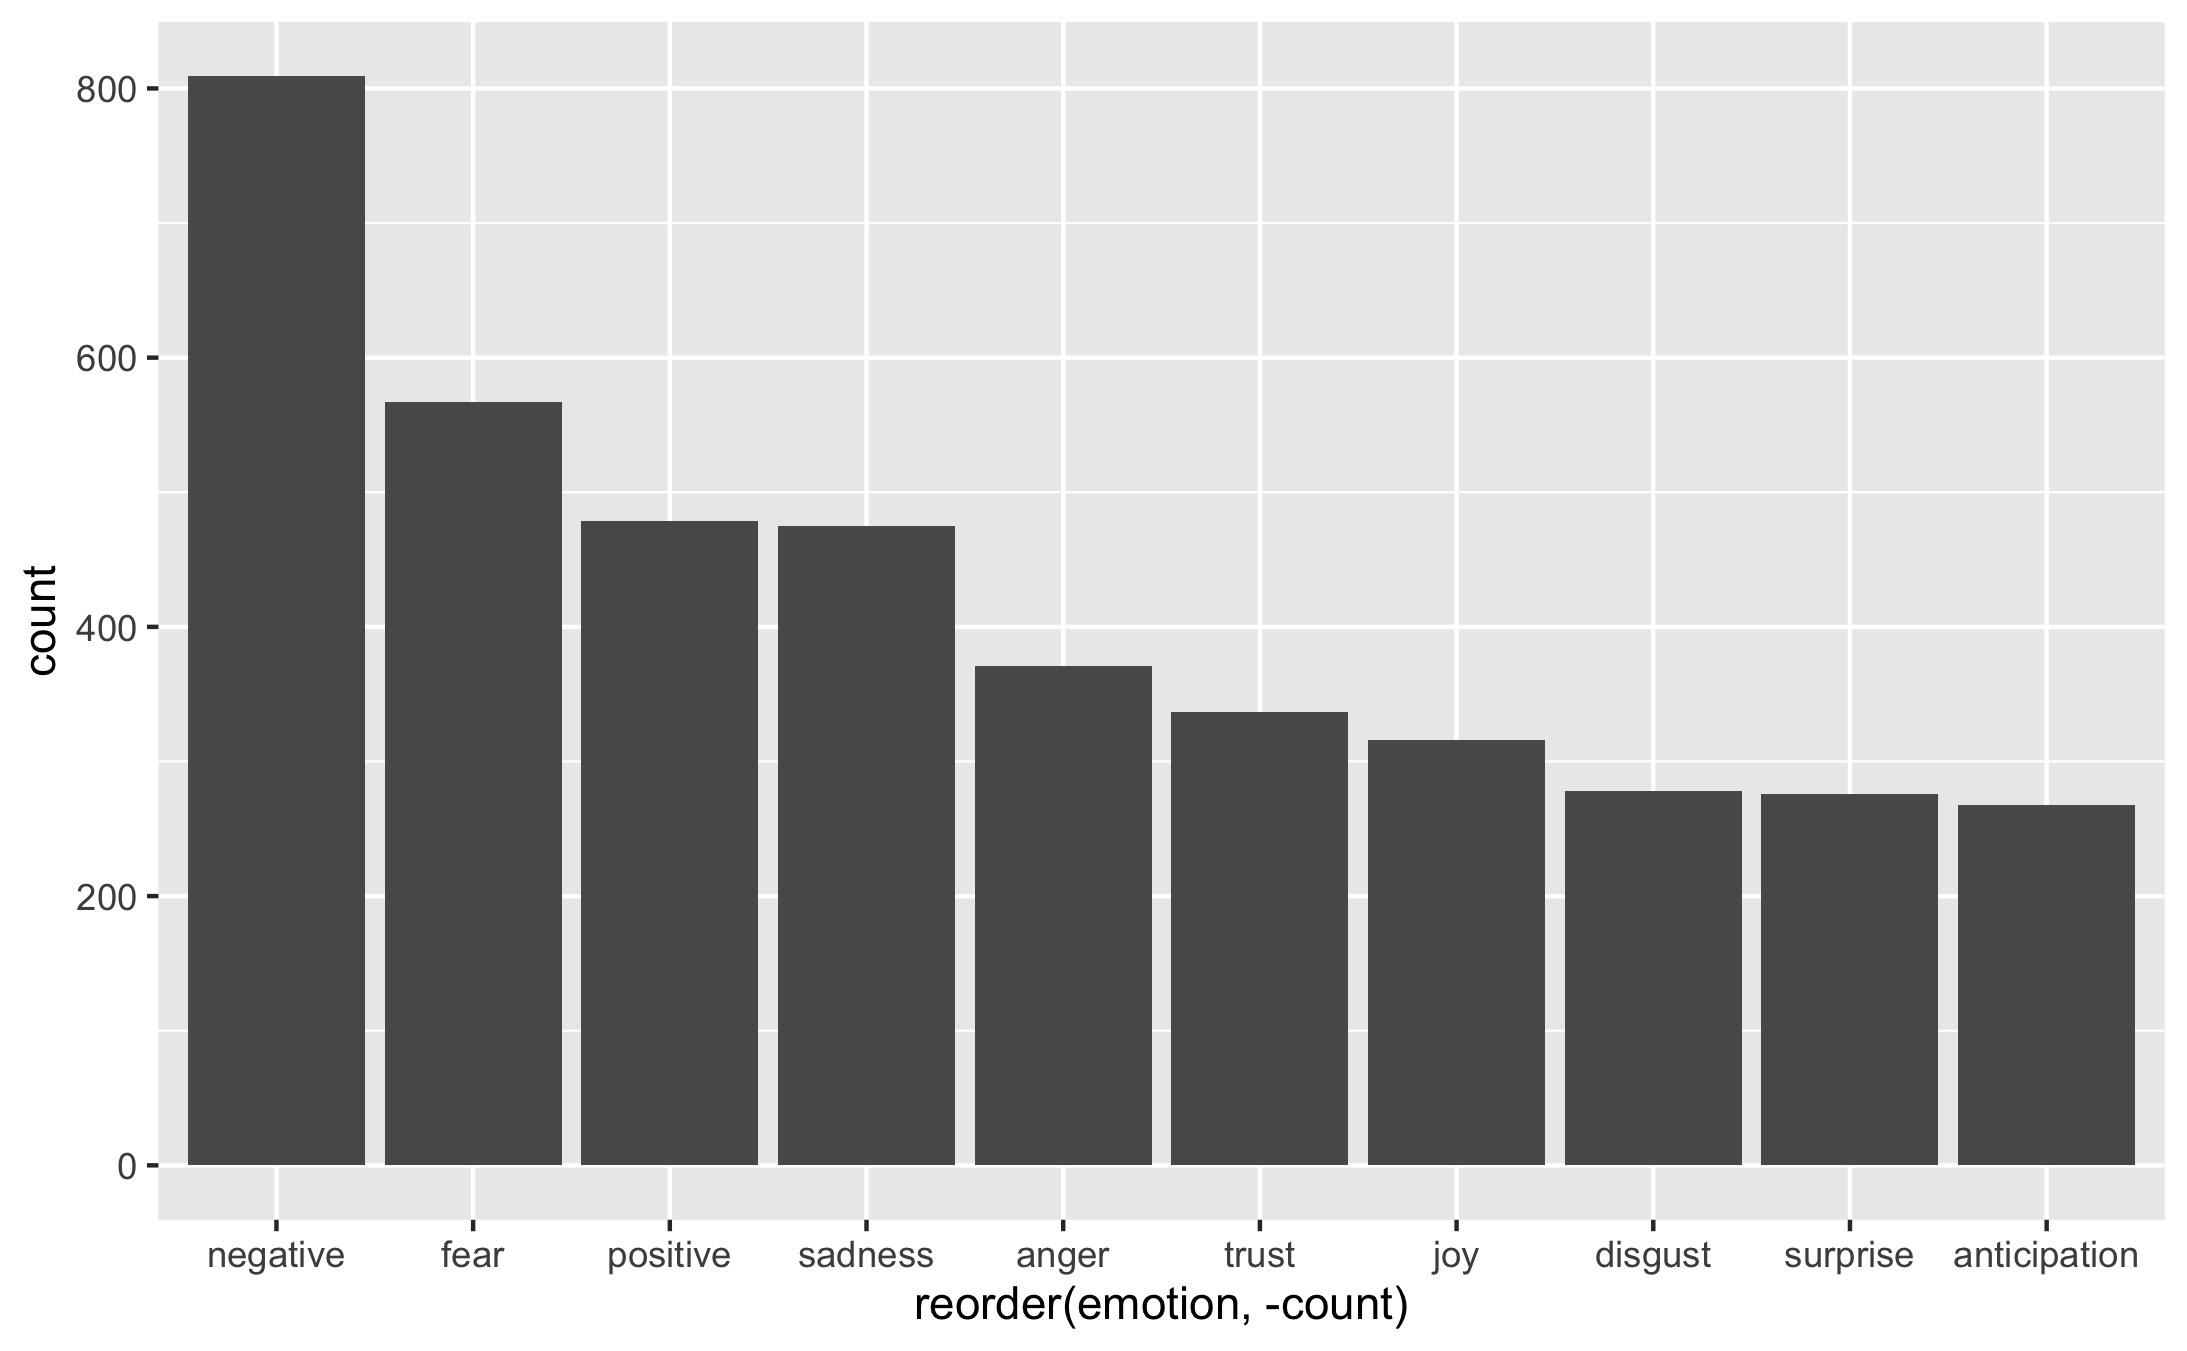 count
800
600
400
200
0
negative fear positive sadness anger trust joy disgust surprise anticipation
reorder(emotion, -count)